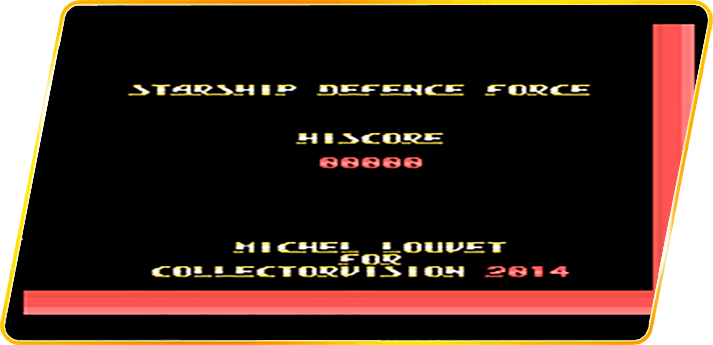 STARSHIP DEFENCE FORCE
HISCORE
00000
MICHEL LOUVET
FOR
COLLECTORVISION 2014